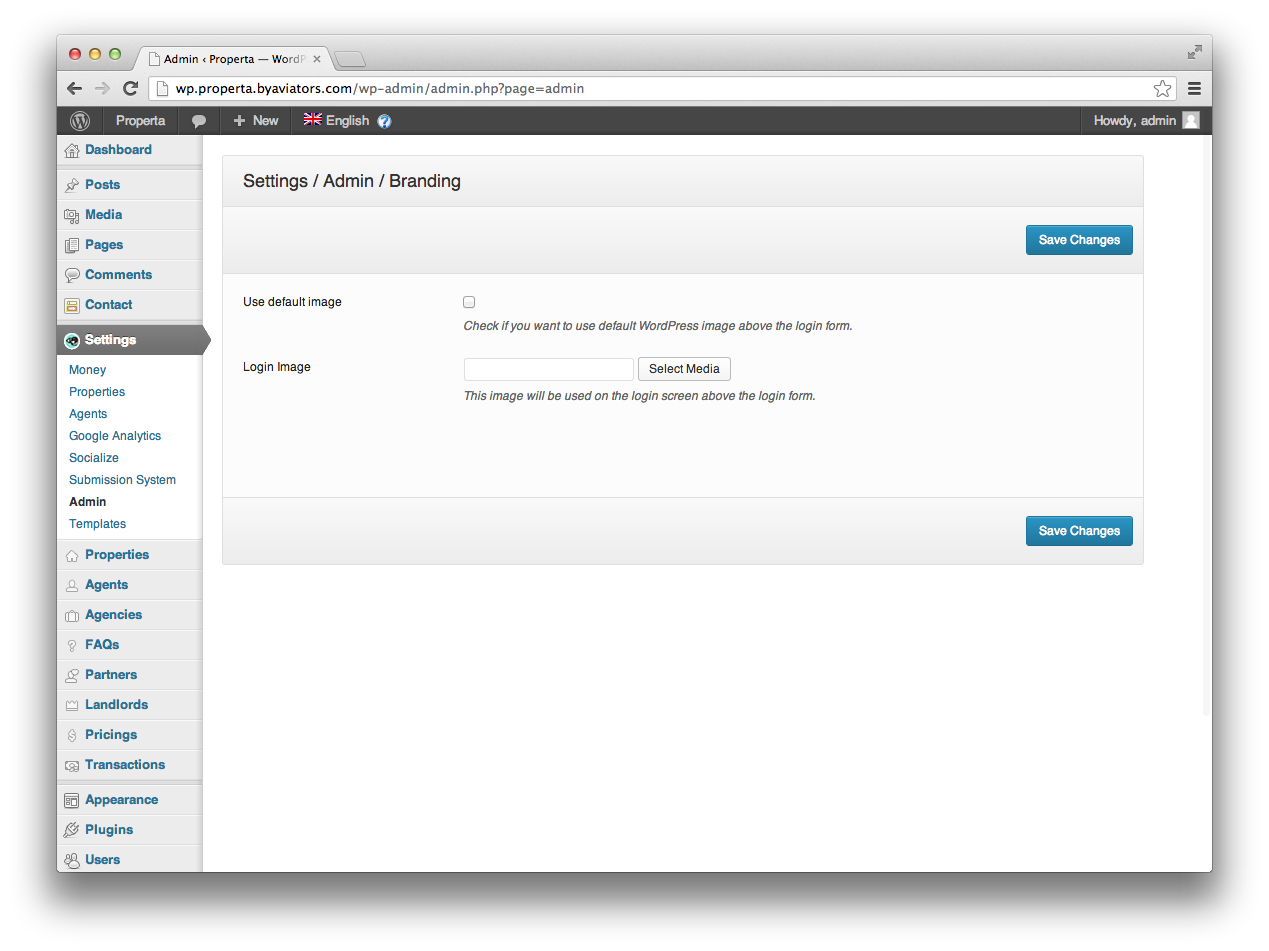 Admin ‹ Properta — WordP
wp.properta.byaviators.com/wp-admin/admin.php?page=admin
Properta + New English ? Howdy, admin
Dashboard
Posts
Media
Pages
Comments
Contact
Settings
Money
Properties
Agents
Google Analytics
Socialize
Submission System
Admin
Templates
Properties
Agents
Agencies
FAQs
Partners
Landlords
Pricings
Transactions
Appearance
Plugins
Users
Settings / Admin / Branding
Save Changes
Use default image
Check if you want to use default WordPress image above the login form.
Login Image
Select Media
This image will be used on the login screen above the login form.
Save Changes